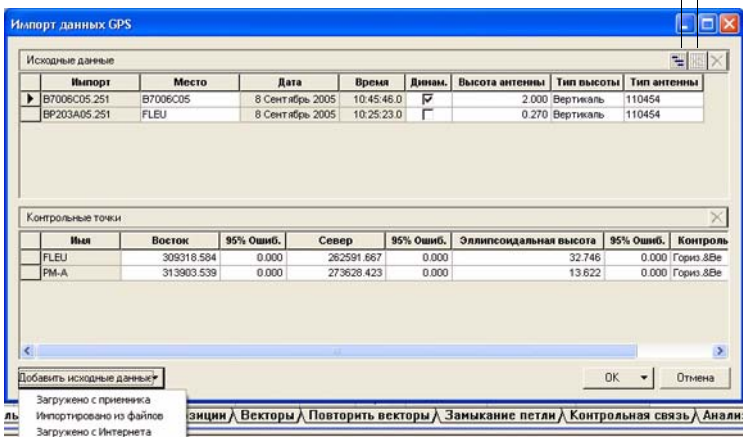 Импорт данных GPS
Исходные данные
Импорт Место Дата Время Динам. Высота антенны Тип высоты Тип антенны
B7006C05.251 B7006C05 8 Сентябрь 2005 10:45:46.0 2.000 Вертикаль 110454
BP203A05.251 FLEU 8 Сентябрь 2005 10:25:23.0 0.270 Вертикаль 110454
Контрольные точки
Имя Восток 95% Ошиб. Север 95% Ошиб. Эллипсоидальная высота 95% Ошиб. Контроль
FLEU 309318.584 0.000 262591.667 0.000 32.746 0.000 Гориз.&Ве
PM-A 313903.539 0.000 273628.423 0.000 13.622 0.000 Гориз.&Ве
Добавить исходные данные OK Отмена
Загружено с приемника
Импортировано из файлов
Загружено с Интернета
зиции Векторы Повторить векторы Замыкание петли Контрольная связь Анали